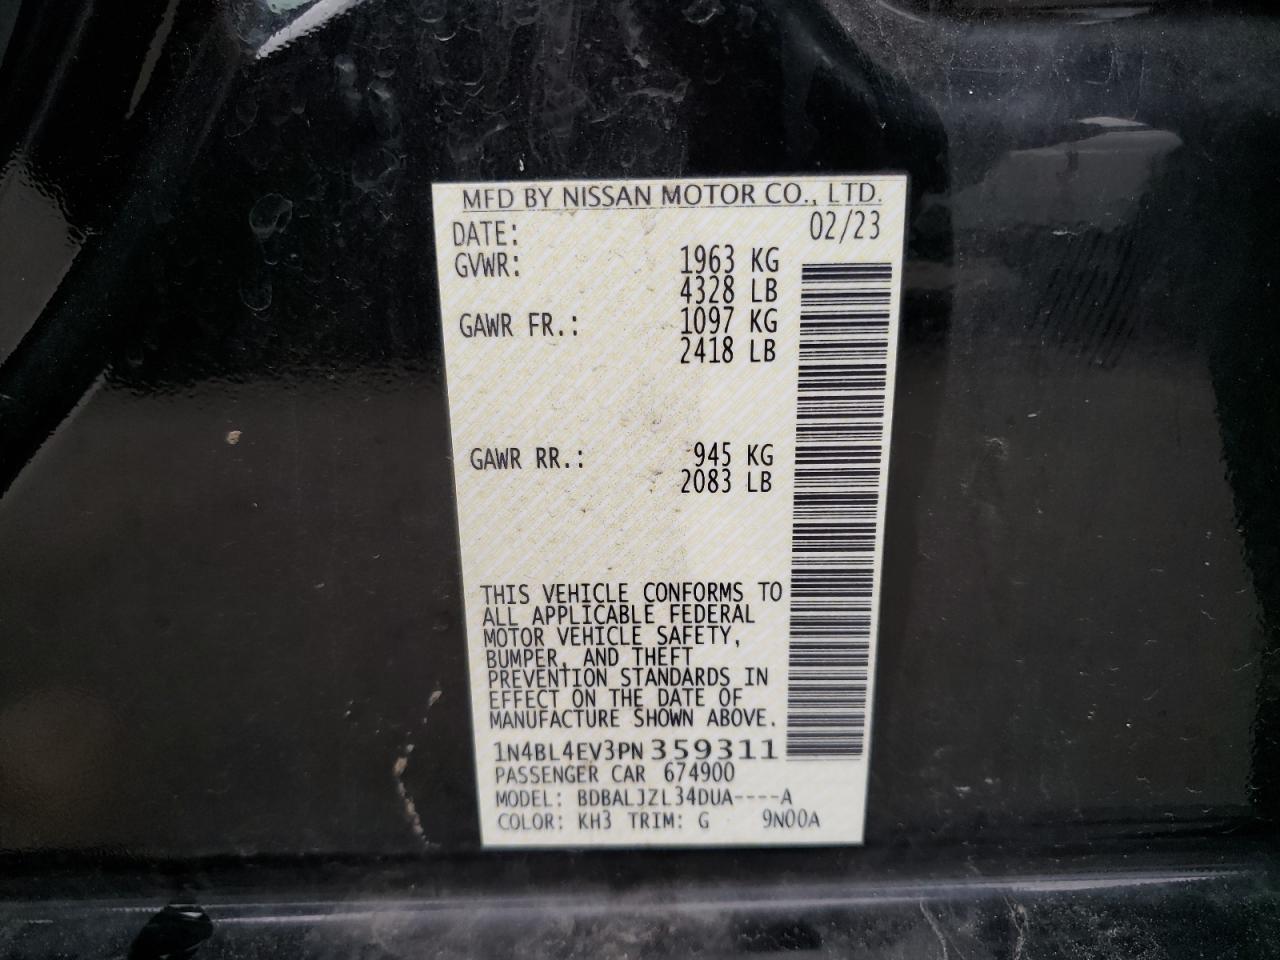 MFD BY NISSAN MOTOR CO., LTD.
DATE: 02/23
GVWR: 1963 KG
4328 LB
GAWR FR.: 1097 KG
2418 LB
GAWR RR.: 945 KG
2083 LB
THIS VEHICLE CONFORMS TO
ALL APPLICABLE FEDERAL
MOTOR VEHICLE SAFETY,
BUMPER, AND THEFT
PREVENTION STANDARDS IN
EFFECT ON THE DATE OF
MANUFACTURE SHOWN ABOVE.
1N4BL4EV3PN359311
PASSENGER CAR 674900
MODEL: BDBALJZL34DUA----A
COLOR: KH3 TRIM: G 9N00A